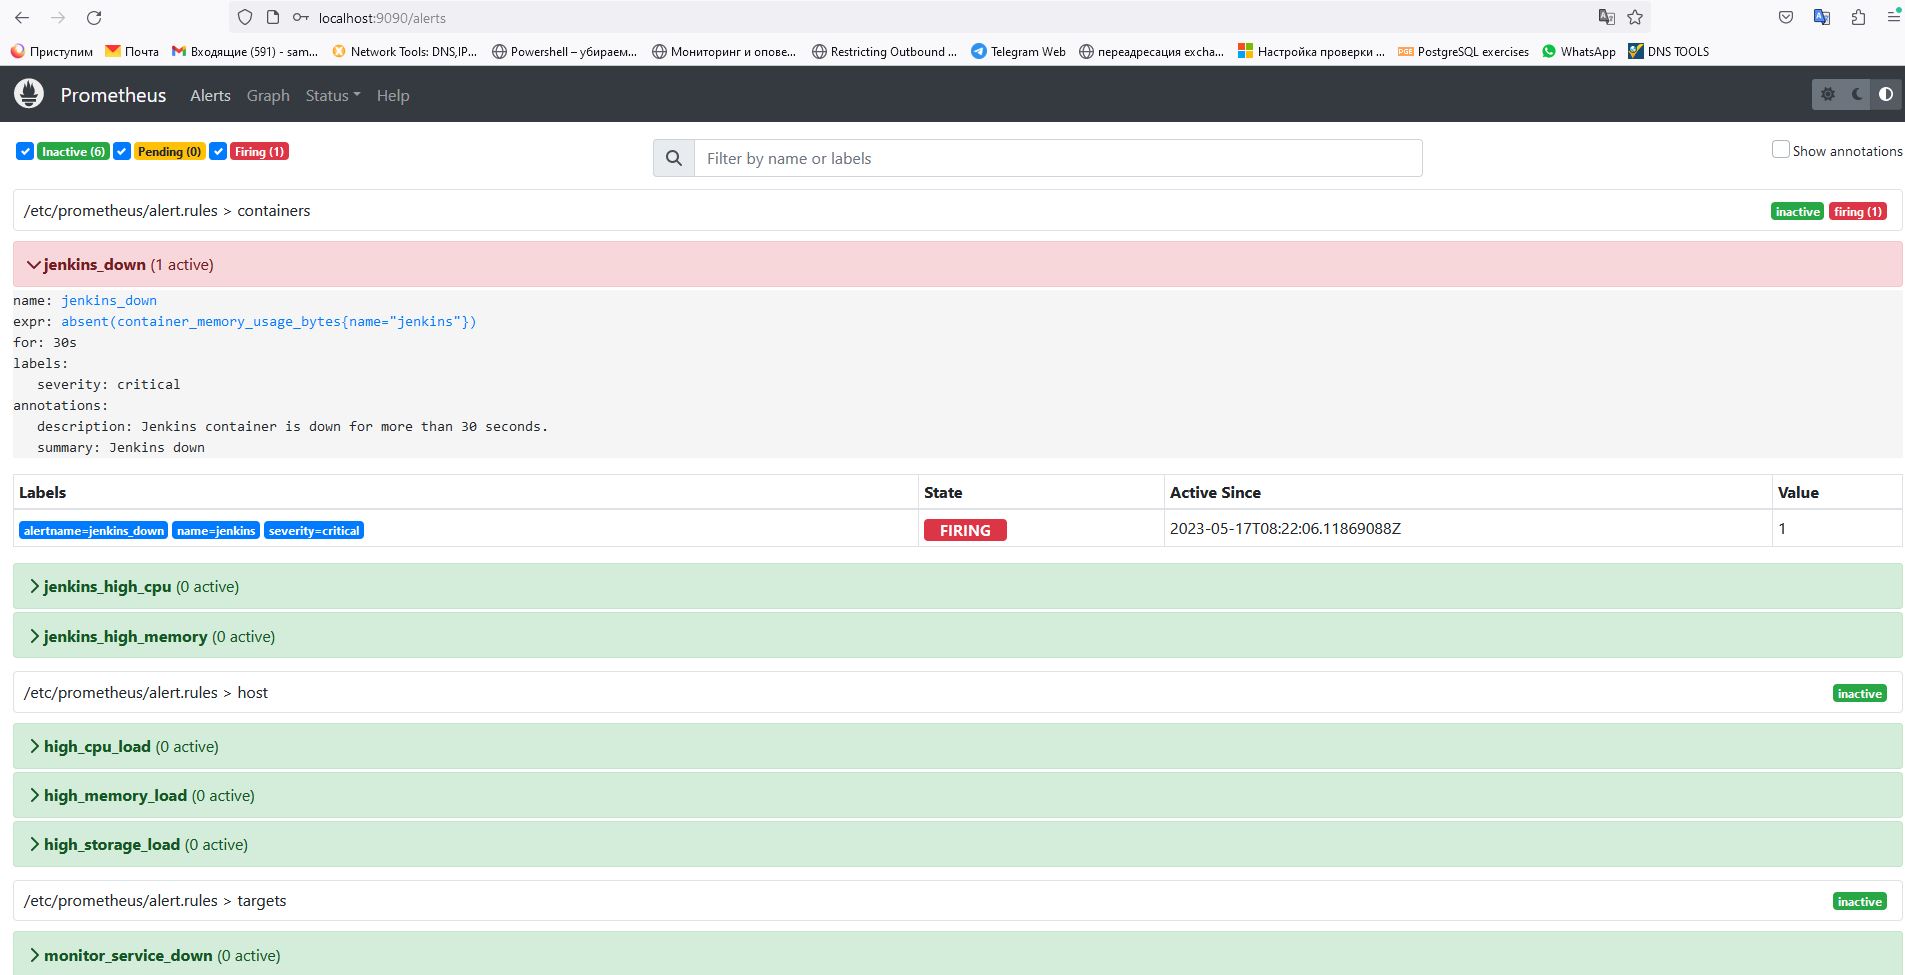 localhost:9090/alerts
Приступим Почта Входящие (591) - sam... Network Tools: DNS,IP... Powershell – убираем... Мониторинг и опове... Restricting Outbound ... Telegram Web переадресация excha... Настройка проверки ... PGE PostgreSQL exercises WhatsApp DNS TOOLS
Prometheus Alerts Graph Status Help
Inactive (6) Pending (0) Firing (1) Filter by name or labels Show annotations
/etc/prometheus/alert.rules > containers inactive firing (1)
jenkins_down (1 active)
name: jenkins_down
expr: absent(container_memory_usage_bytes{name="jenkins"})
for: 30s
labels:
severity: critical
annotations:
description: Jenkins container is down for more than 30 seconds.
summary: Jenkins down
Labels State Active Since Value
alertname=jenkins_down name=jenkins severity=critical FIRING 2023-05-17T08:22:06.11869088Z 1
jenkins_high_cpu (0 active)
jenkins_high_memory (0 active)
/etc/prometheus/alert.rules > host inactive
high_cpu_load (0 active)
high_memory_load (0 active)
high_storage_load (0 active)
/etc/prometheus/alert.rules > targets inactive
monitor_service_down (0 active)